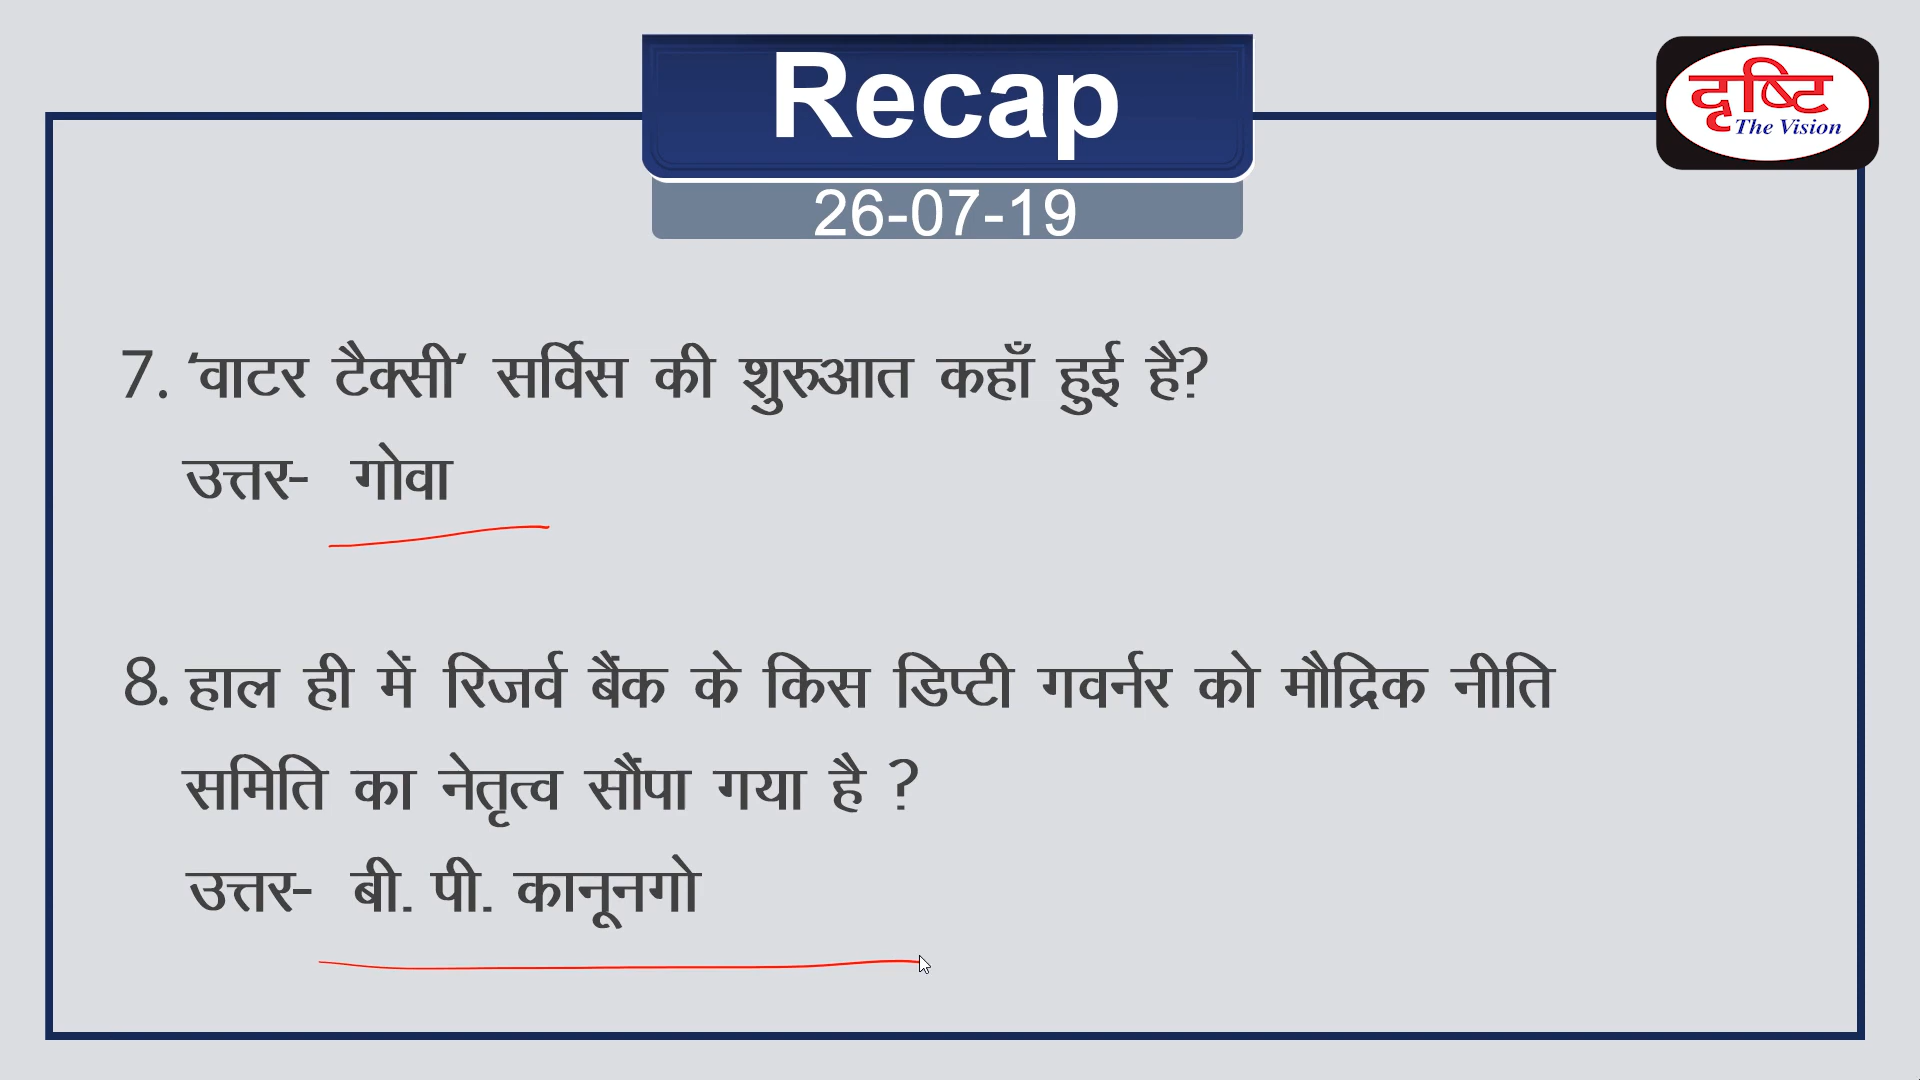 Recap
दृष्टि
The Vision
26-07-19
7. ‘वाटर टैक्सी’ सर्विस की शुरुआत कहाँ हुई है?
उत्तर- गोवा
8. हाल ही में रिजर्व बैंक के किस डिप्टी गवर्नर को मौद्रिक नीति
समिति का नेतृत्व सौंपा गया है ?
उत्तर- बी. पी. कानूनगो